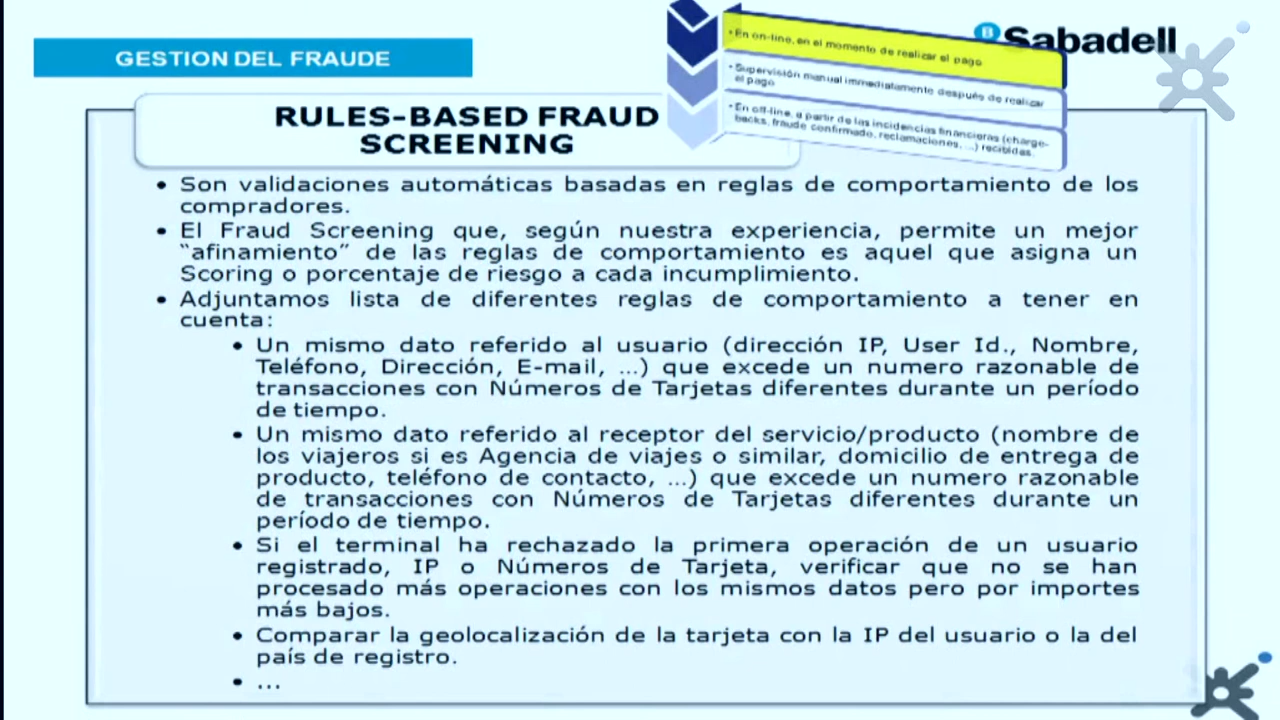 GESTION DEL FRAUDE
• En on-line, en el momento de realizar el pago
• Supervisión manual immediatamente después de realizar
el pago
• En off-line, a partir de las incidencias financieras (charge-
backs, fraude confirmado, reclamaciones, ...) recibidas.
B Sabadell
RULES-BASED FRAUD
SCREENING
• Son validaciones automáticas basadas en reglas de comportamiento de los
compradores.
• El Fraud Screening que, según nuestra experiencia, permite un mejor
“afinamiento” de las reglas de comportamiento es aquel que asigna un
Scoring o porcentaje de riesgo a cada incumplimiento.
• Adjuntamos lista de diferentes reglas de comportamiento a tener en
cuenta:
• Un mismo dato referido al usuario (dirección IP, User Id., Nombre,
Teléfono, Dirección, E-mail, ...) que excede un numero razonable de
transacciones con Números de Tarjetas diferentes durante un período
de tiempo.
• Un mismo dato referido al receptor del servicio/producto (nombre de
los viajeros si es Agencia de viajes o similar, domicilio de entrega de
producto, teléfono de contacto, ...) que excede un numero razonable
de transacciones con Números de Tarjetas diferentes durante un
período de tiempo.
• Si el terminal ha rechazado la primera operación de un usuario
registrado, IP o Números de Tarjeta, verificar que no se han
procesado más operaciones con los mismos datos pero por importes
más bajos.
• Comparar la geolocalización de la tarjeta con la IP del usuario o la del
país de registro.
• ...